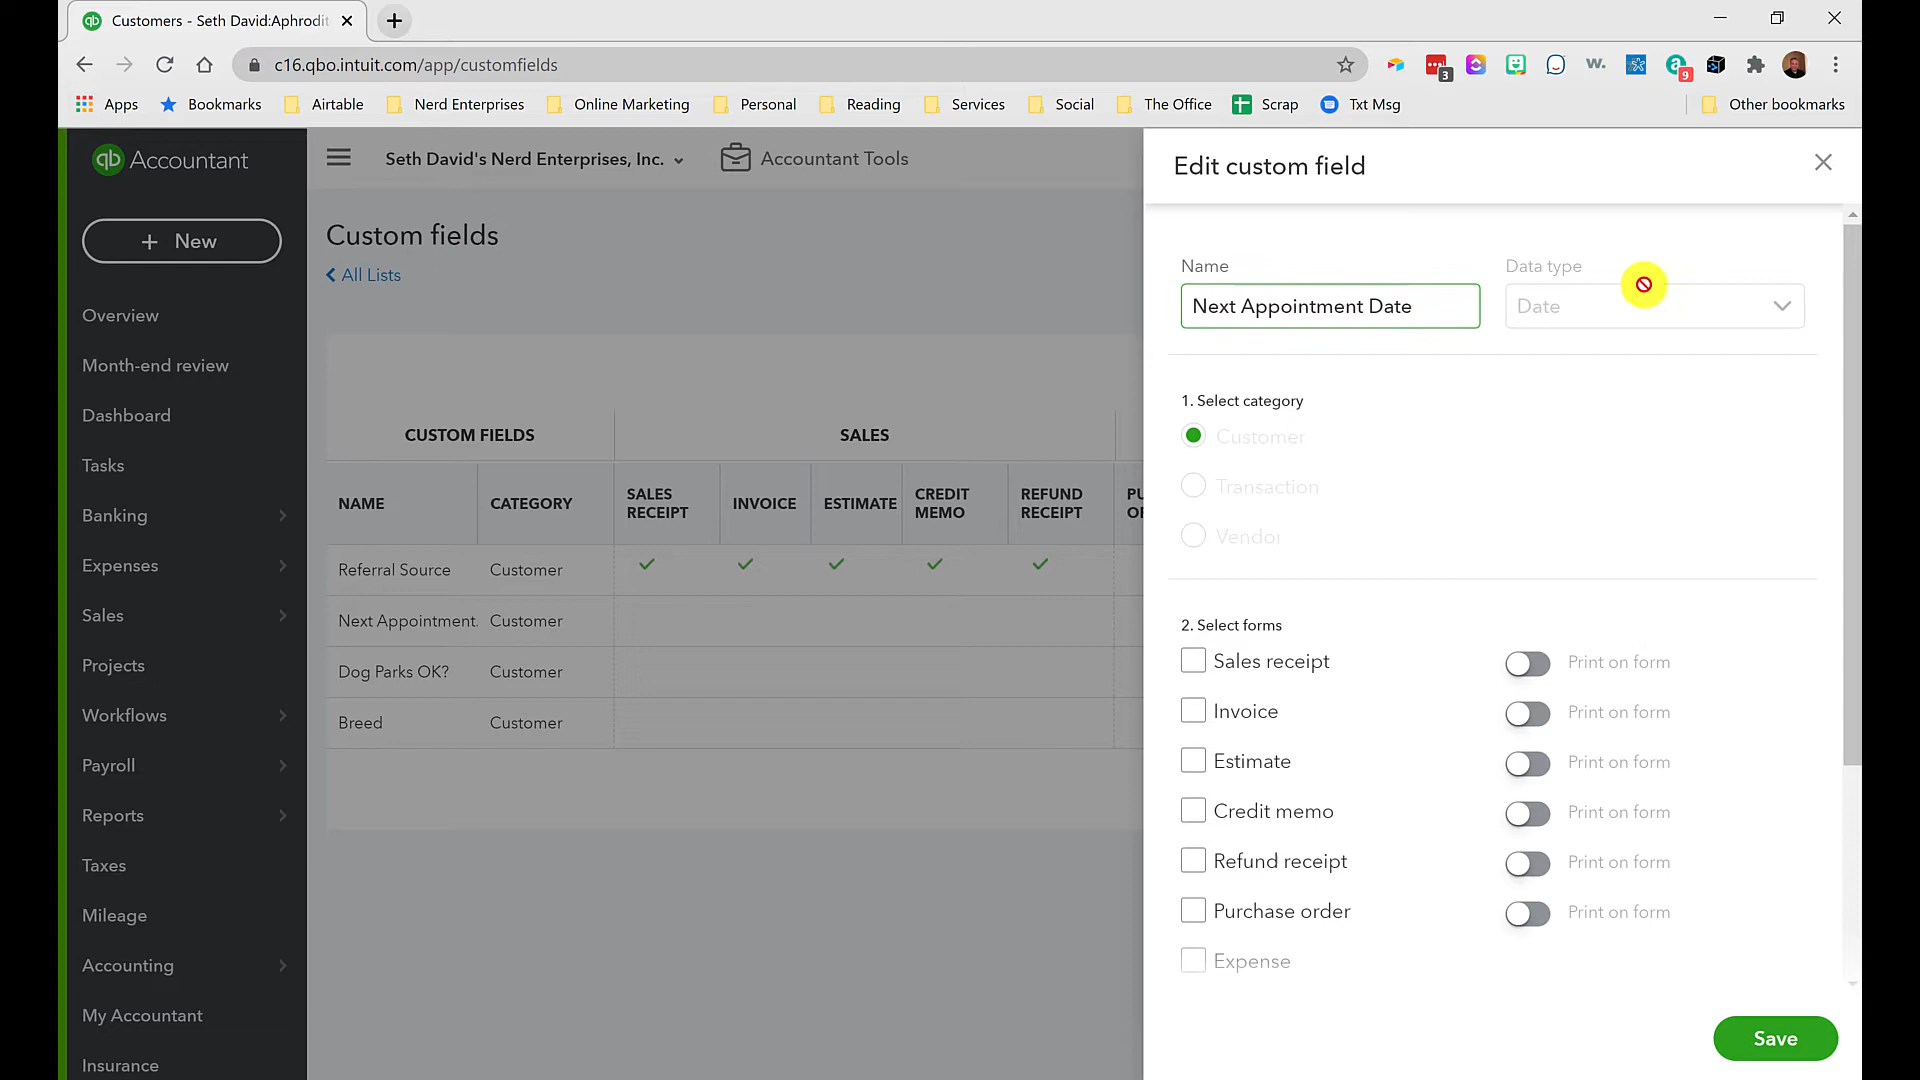 Customers - Seth David:Aphrodit
c16.qbo.intuit.com/app/customfields
3
w.
9
Apps
Bookmarks
Airtable
Nerd Enterprises
Online Marketing
Personal
Reading
Services
Social
The Office
Scrap
Txt Msg
Other bookmarks
qb Accountant
Seth David's Nerd Enterprises, Inc.
Accountant Tools
+ New
Overview
Month-end review
Dashboard
Tasks
Banking
Expenses
Sales
Projects
Workflows
Payroll
Reports
Taxes
Mileage
Accounting
My Accountant
Insurance
Custom fields
All Lists
CUSTOM FIELDS
SALES
NAME
CATEGORY
SALES
RECEIPT
INVOICE
ESTIMATE
CREDIT
MEMO
REFUND
RECEIPT
Referral Source
Customer
Next Appointment.
Customer
Dog Parks OK?
Customer
Breed
Customer
Edit custom field
Name
Data type
Next Appointment Date
Date
1. Select category
Customer
Transaction
Vendor
2. Select forms
Sales receipt
Print on form
Invoice
Print on form
Estimate
Print on form
Credit memo
Print on form
Refund receipt
Print on form
Purchase order
Print on form
Expense
Save